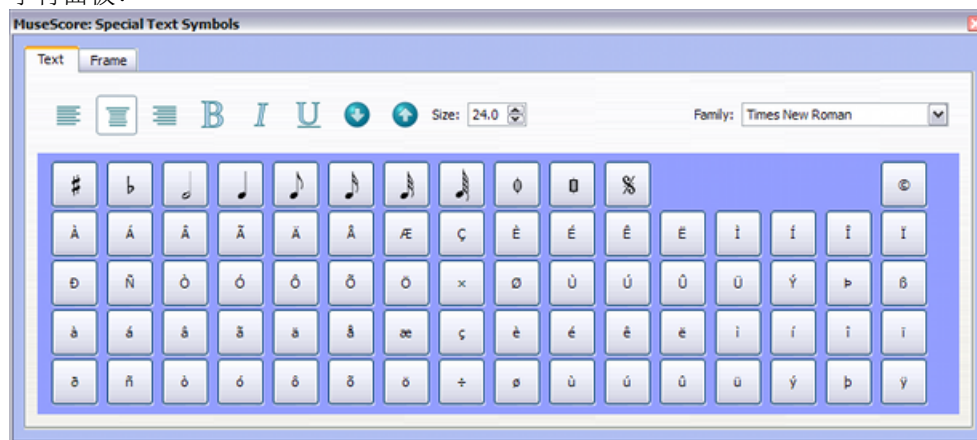 MuseScore: Special Text Symbols
Text Frame
B I U Size: 24.0 Family: Times New Roman
♯ ♭ 𝅗𝅥 ♩ ♪ 𝅘𝅥𝅯 𝅘𝅥𝅰 𝅘𝅥𝅱 𝄋 ©
À Á Â Ã Ä Å Æ Ç È É Ê Ë Ì Í Î Ï
Ð Ñ Ò Ó Ô Õ Ö × Ø Ù Ú Û Ü Ý Þ ß
à á â ã ä å æ ç è é ê ë ì í î ï
ð ñ ò ó ô õ ö ÷ ø ù ú û ü ý þ ÿ